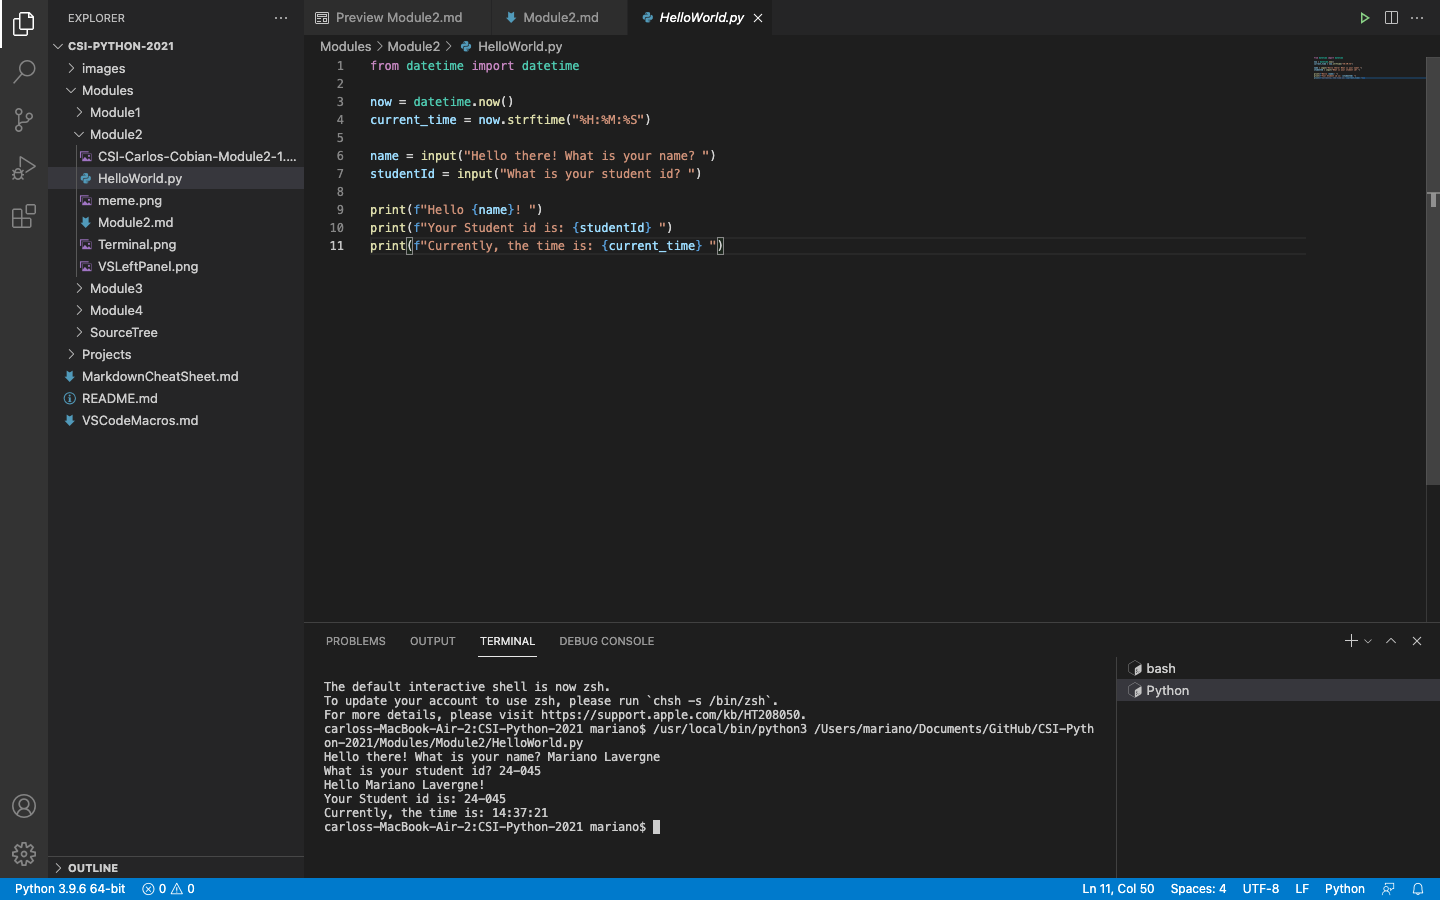 EXPLORER
CSI-PYTHON-2021
images
Modules
Module1
Module2
CSI-Carlos-Cobian-Module2-1....
HelloWorld.py
meme.png
Module2.md
Terminal.png
VSLeftPanel.png
Module3
Module4
SourceTree
Projects
MarkdownCheatSheet.md
README.md
VSCodeMacros.md
OUTLINE
Preview Module2.md
Module2.md
HelloWorld.py
Modules > Module2 > HelloWorld.py
1 from datetime import datetime
2
3 now = datetime.now()
4 current_time = now.strftime("%H:%M:%S")
5
6 name = input("Hello there! What is your name? ")
7 studentId = input("What is your student id? ")
8
9 print(f"Hello {name}! ")
10 print(f"Your Student id is: {studentId} ")
11 print(f"Currently, the time is: {current_time} ")
PROBLEMS OUTPUT TERMINAL DEBUG CONSOLE
The default interactive shell is now zsh.
To update your account to use zsh, please run `chsh -s /bin/zsh`.
For more details, please visit https://support.apple.com/kb/HT208050.
carloss-MacBook-Air-2:CSI-Python-2021 mariano$ /usr/local/bin/python3 /Users/mariano/Documents/GitHub/CSI-Pyth
on-2021/Modules/Module2/HelloWorld.py
Hello there! What is your name? Mariano Lavergne
What is your student id? 24-045
Hello Mariano Lavergne!
Your Student id is: 24-045
Currently, the time is: 14:37:21
carloss-MacBook-Air-2:CSI-Python-2021 mariano$
bash
Python
Python 3.9.6 64-bit 0 0 Ln 11, Col 50 Spaces: 4 UTF-8 LF Python